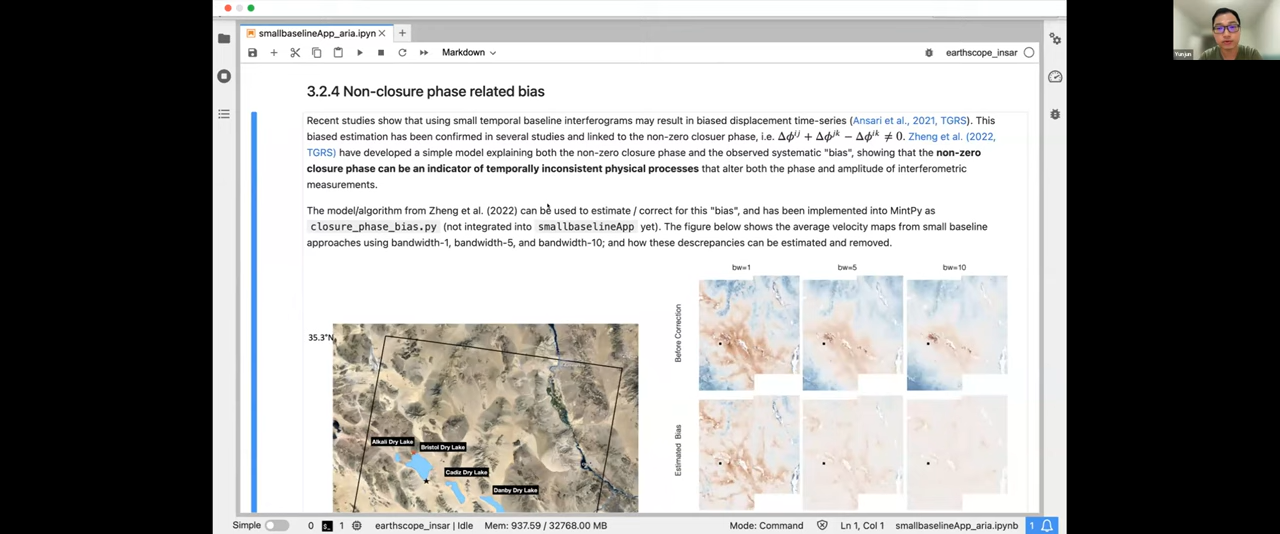 smallbaselineApp_aria.ipyn
Markdown
earthscope_insar
Yunjun
3.2.4 Non-closure phase related bias
Recent studies show that using small temporal baseline interferograms may result in biased displacement time-series (Ansari et al., 2021, TGRS). This
biased estimation has been confirmed in several studies and linked to the non-zero closuer phase, i.e. Δϕ^ij + Δϕ^jk − Δϕ^ik ≠ 0. Zheng et al. (2022,
TGRS) have developed a simple model explaining both the non-zero closure phase and the observed systematic "bias", showing that the non-zero
closure phase can be an indicator of temporally inconsistent physical processes that alter both the phase and amplitude of interferometric
measurements.
The model/algorithm from Zheng et al. (2022) can be used to estimate / correct for this "bias", and has been implemented into MintPy as
closure_phase_bias.py (not integrated into smallbaselineApp yet). The figure below shows the average velocity maps from small baseline
approaches using bandwidth-1, bandwidth-5, and bandwidth-10; and how these descrepancies can be estimated and removed.
bw=1 bw=5 bw=10
Before Correction
35.3°N
Alkali Dry Lake
Bristol Dry Lake
Cadiz Dry Lake
Danby Dry Lake
Estimated Bias
Simple 0 1 earthscope_insar | Idle Mem: 937.59 / 32768.00 MB Mode: Command Ln 1, Col 1 smallbaselineApp_aria.ipynb 1